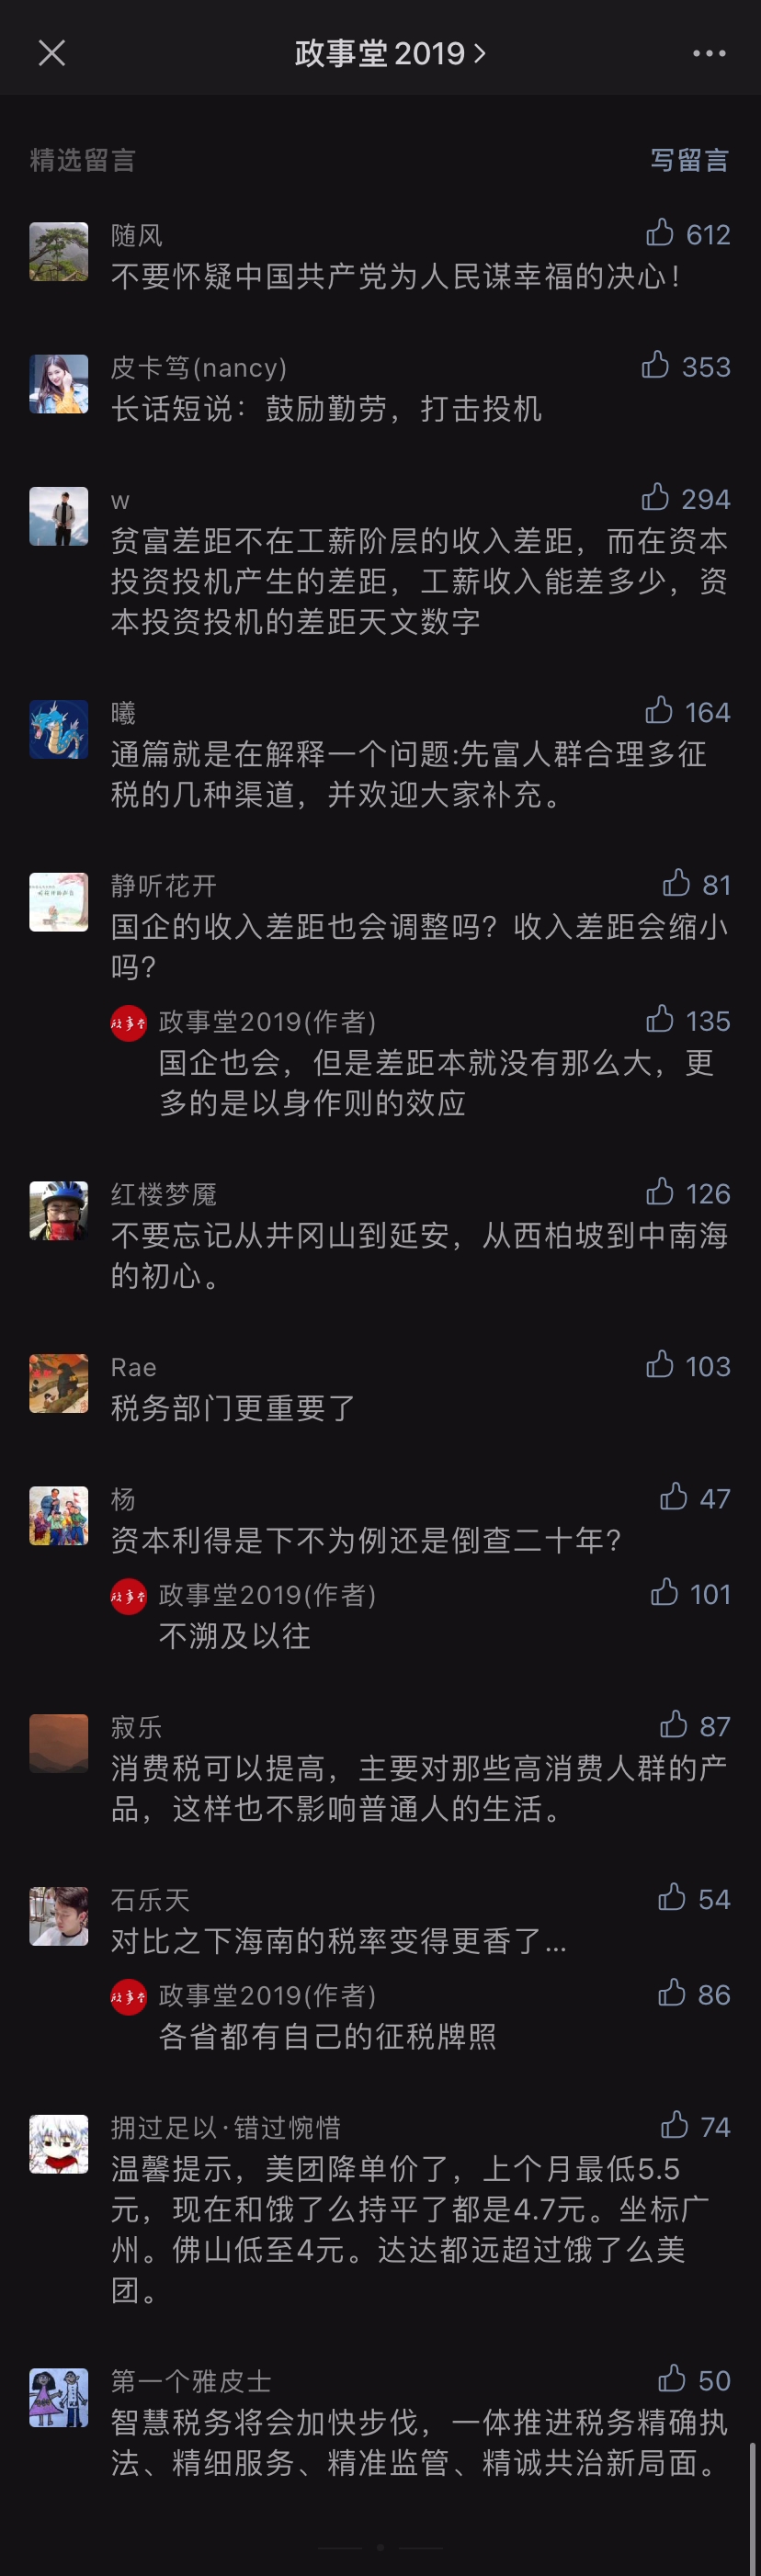 政事堂2019
精选留言
写留言
随风
612
不要怀疑中国共产党为人民谋幸福的决心！
皮卡笃(nancy)
353
长话短说：鼓励勤劳，打击投机
w
294
贫富差距不在工薪阶层的收入差距，而在资本
投资投机产生的差距，工薪收入能差多少，资
本投资投机的差距天文数字
曦
164
通篇就是在解释一个问题:先富人群合理多征
税的几种渠道，并欢迎大家补充。
静听花开
81
国企的收入差距也会调整吗？收入差距会缩小
吗？
政事堂2019(作者)
135
国企也会，但是差距本就没有那么大，更
多的是以身作则的效应
红楼梦魇
126
不要忘记从井冈山到延安，从西柏坡到中南海
的初心。
Rae
103
税务部门更重要了
杨
47
资本利得是下不为例还是倒查二十年？
政事堂2019(作者)
101
不溯及以往
寂乐
87
消费税可以提高，主要对那些高消费人群的产
品，这样也不影响普通人的生活。
石乐天
54
对比之下海南的税率变得更香了...
政事堂2019(作者)
86
各省都有自己的征税牌照
拥过足以·错过惋惜
74
温馨提示，美团降单价了，上个月最低5.5
元，现在和饿了么持平了都是4.7元。坐标广
州。佛山低至4元。达达都远超过饿了么美
团。
第一个雅皮士
50
智慧税务将会加快步伐，一体推进税务精确执
法、精细服务、精准监管、精诚共治新局面。